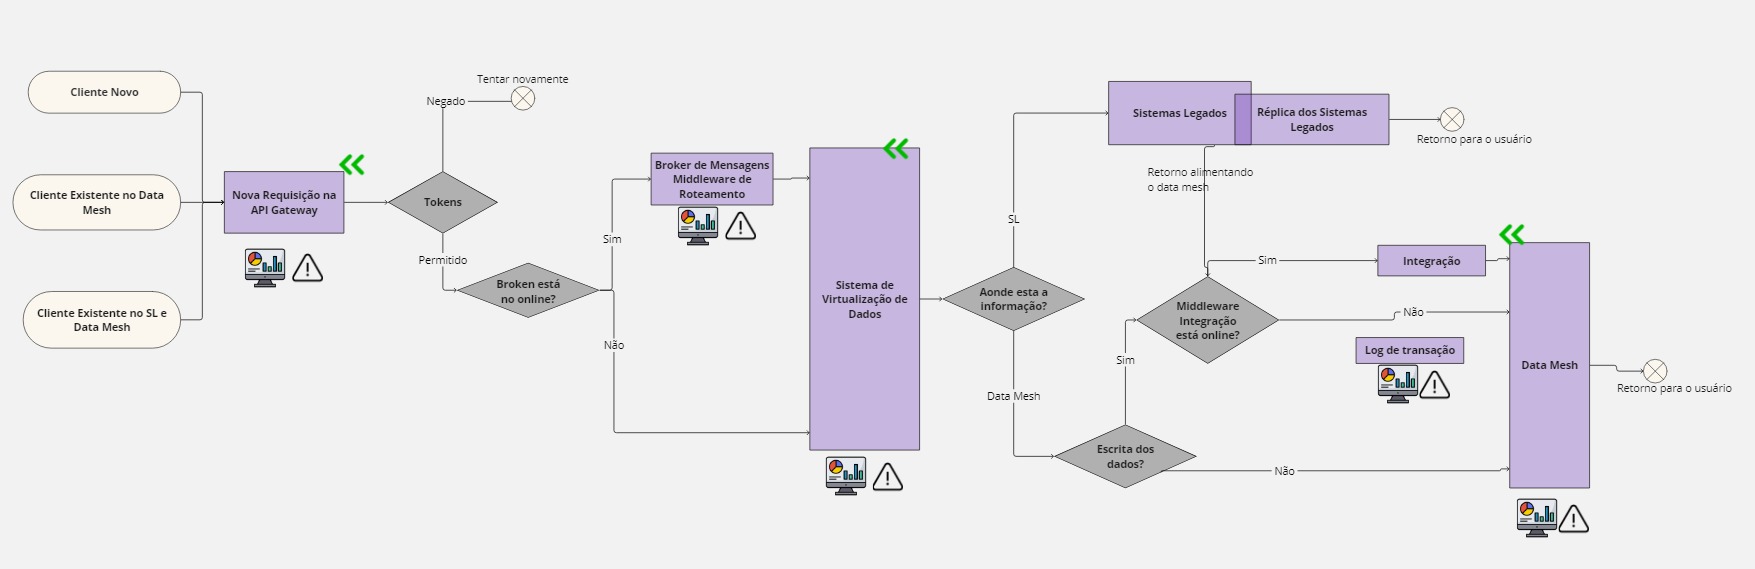 Cliente Novo
Cliente Existente no Data
Mesh
Cliente Existente no SL e
Data Mesh
Nova Requisição na
API Gateway
Tentar novamente
Negado
Tokens
Permitido
Broken está
no online?
Sim
Não
Broker de Mensagens
Middleware de
Roteamento
Sistema de
Virtualização de
Dados
Aonde esta a
informação?
SL
Data Mesh
Sistemas Legados
Réplica dos Sistemas
Legados
Retorno para o usuário
Retorno alimentando
o data mesh
Escrita dos
dados?
Sim
Não
Middleware
Integração
está online?
Sim
Não
Integração
Log de transação
Data Mesh
Retorno para o usuário